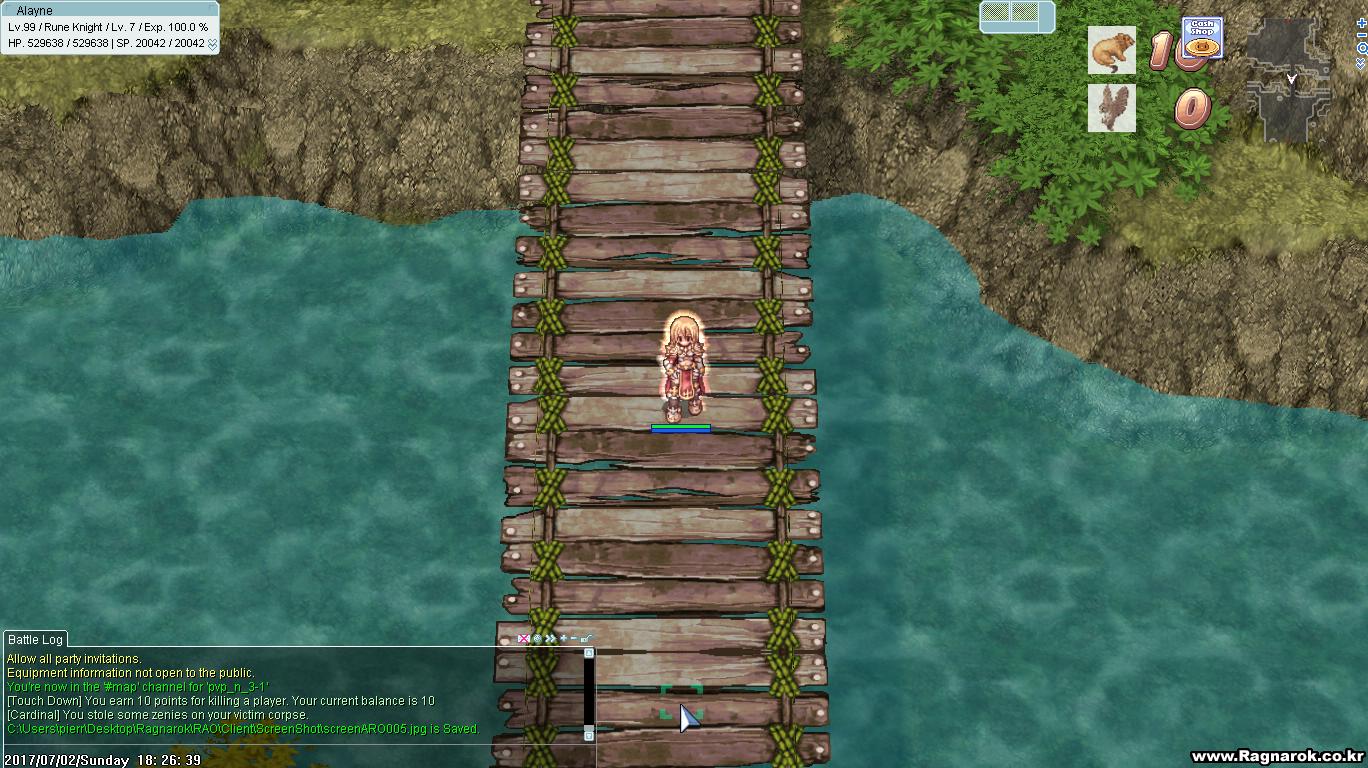 Alayne
Lv.99 / Rune Knight / Lv. 7 / Exp. 100.0 %
HP. 529638 / 529638 | SP. 20042 / 20042
Cash
Shop
0
Battle Log
Allow all party invitations.
Equipment information not open to the public.
You're now in the '#map' channel for 'pvp_n_3-1'
[Touch Down] You earn 10 points for killing a player. Your current balance is 10
[Cardinal] You stole some zenies on your victim corpse.
C:\Users\pierr\Desktop\Ragnarok\RAO\Client\ScreenShot\screenARO005.jpg is Saved.
2017/07/02/Sunday 18:26:39
www.Ragnarok.co.kr